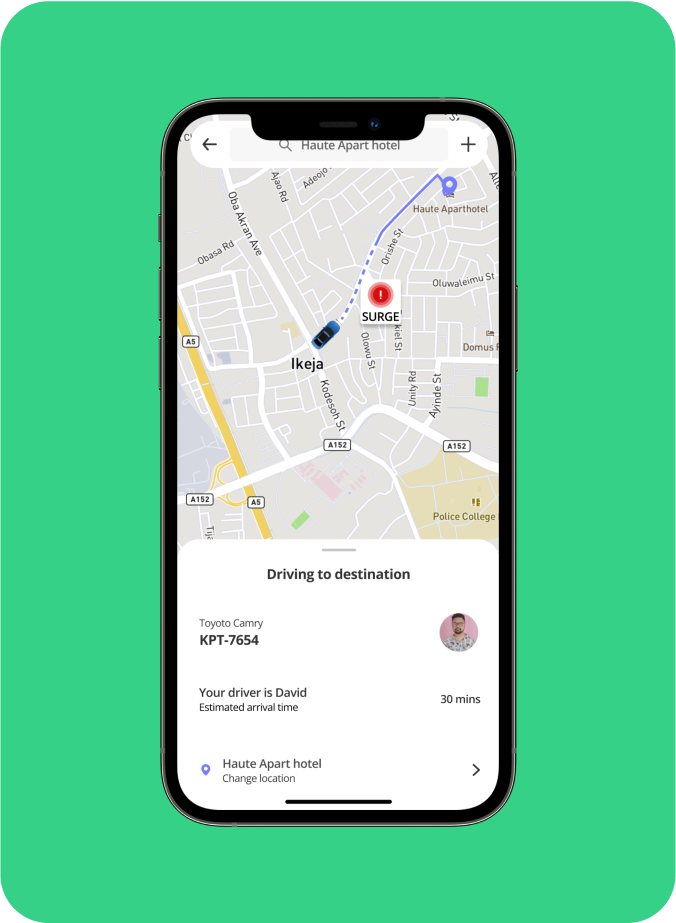 Haute Apart hotel
Ajao Rd
Adeojo
Oba Akran Ave
Haute Aparthotel
Obasa Rd
Orishe St
Oluwaleimu St
SURGE
A5
Domus
Ikeja
Olowu St
kiel St
Unity Rd
Ayinde St
Kodesoh St
A152
A152
A152
A5
Police College
Driving to destination
Toyoto Camry
KPT-7654
Your driver is David
Estimated arrival time
30 mins
Haute Apart hotel
Change location